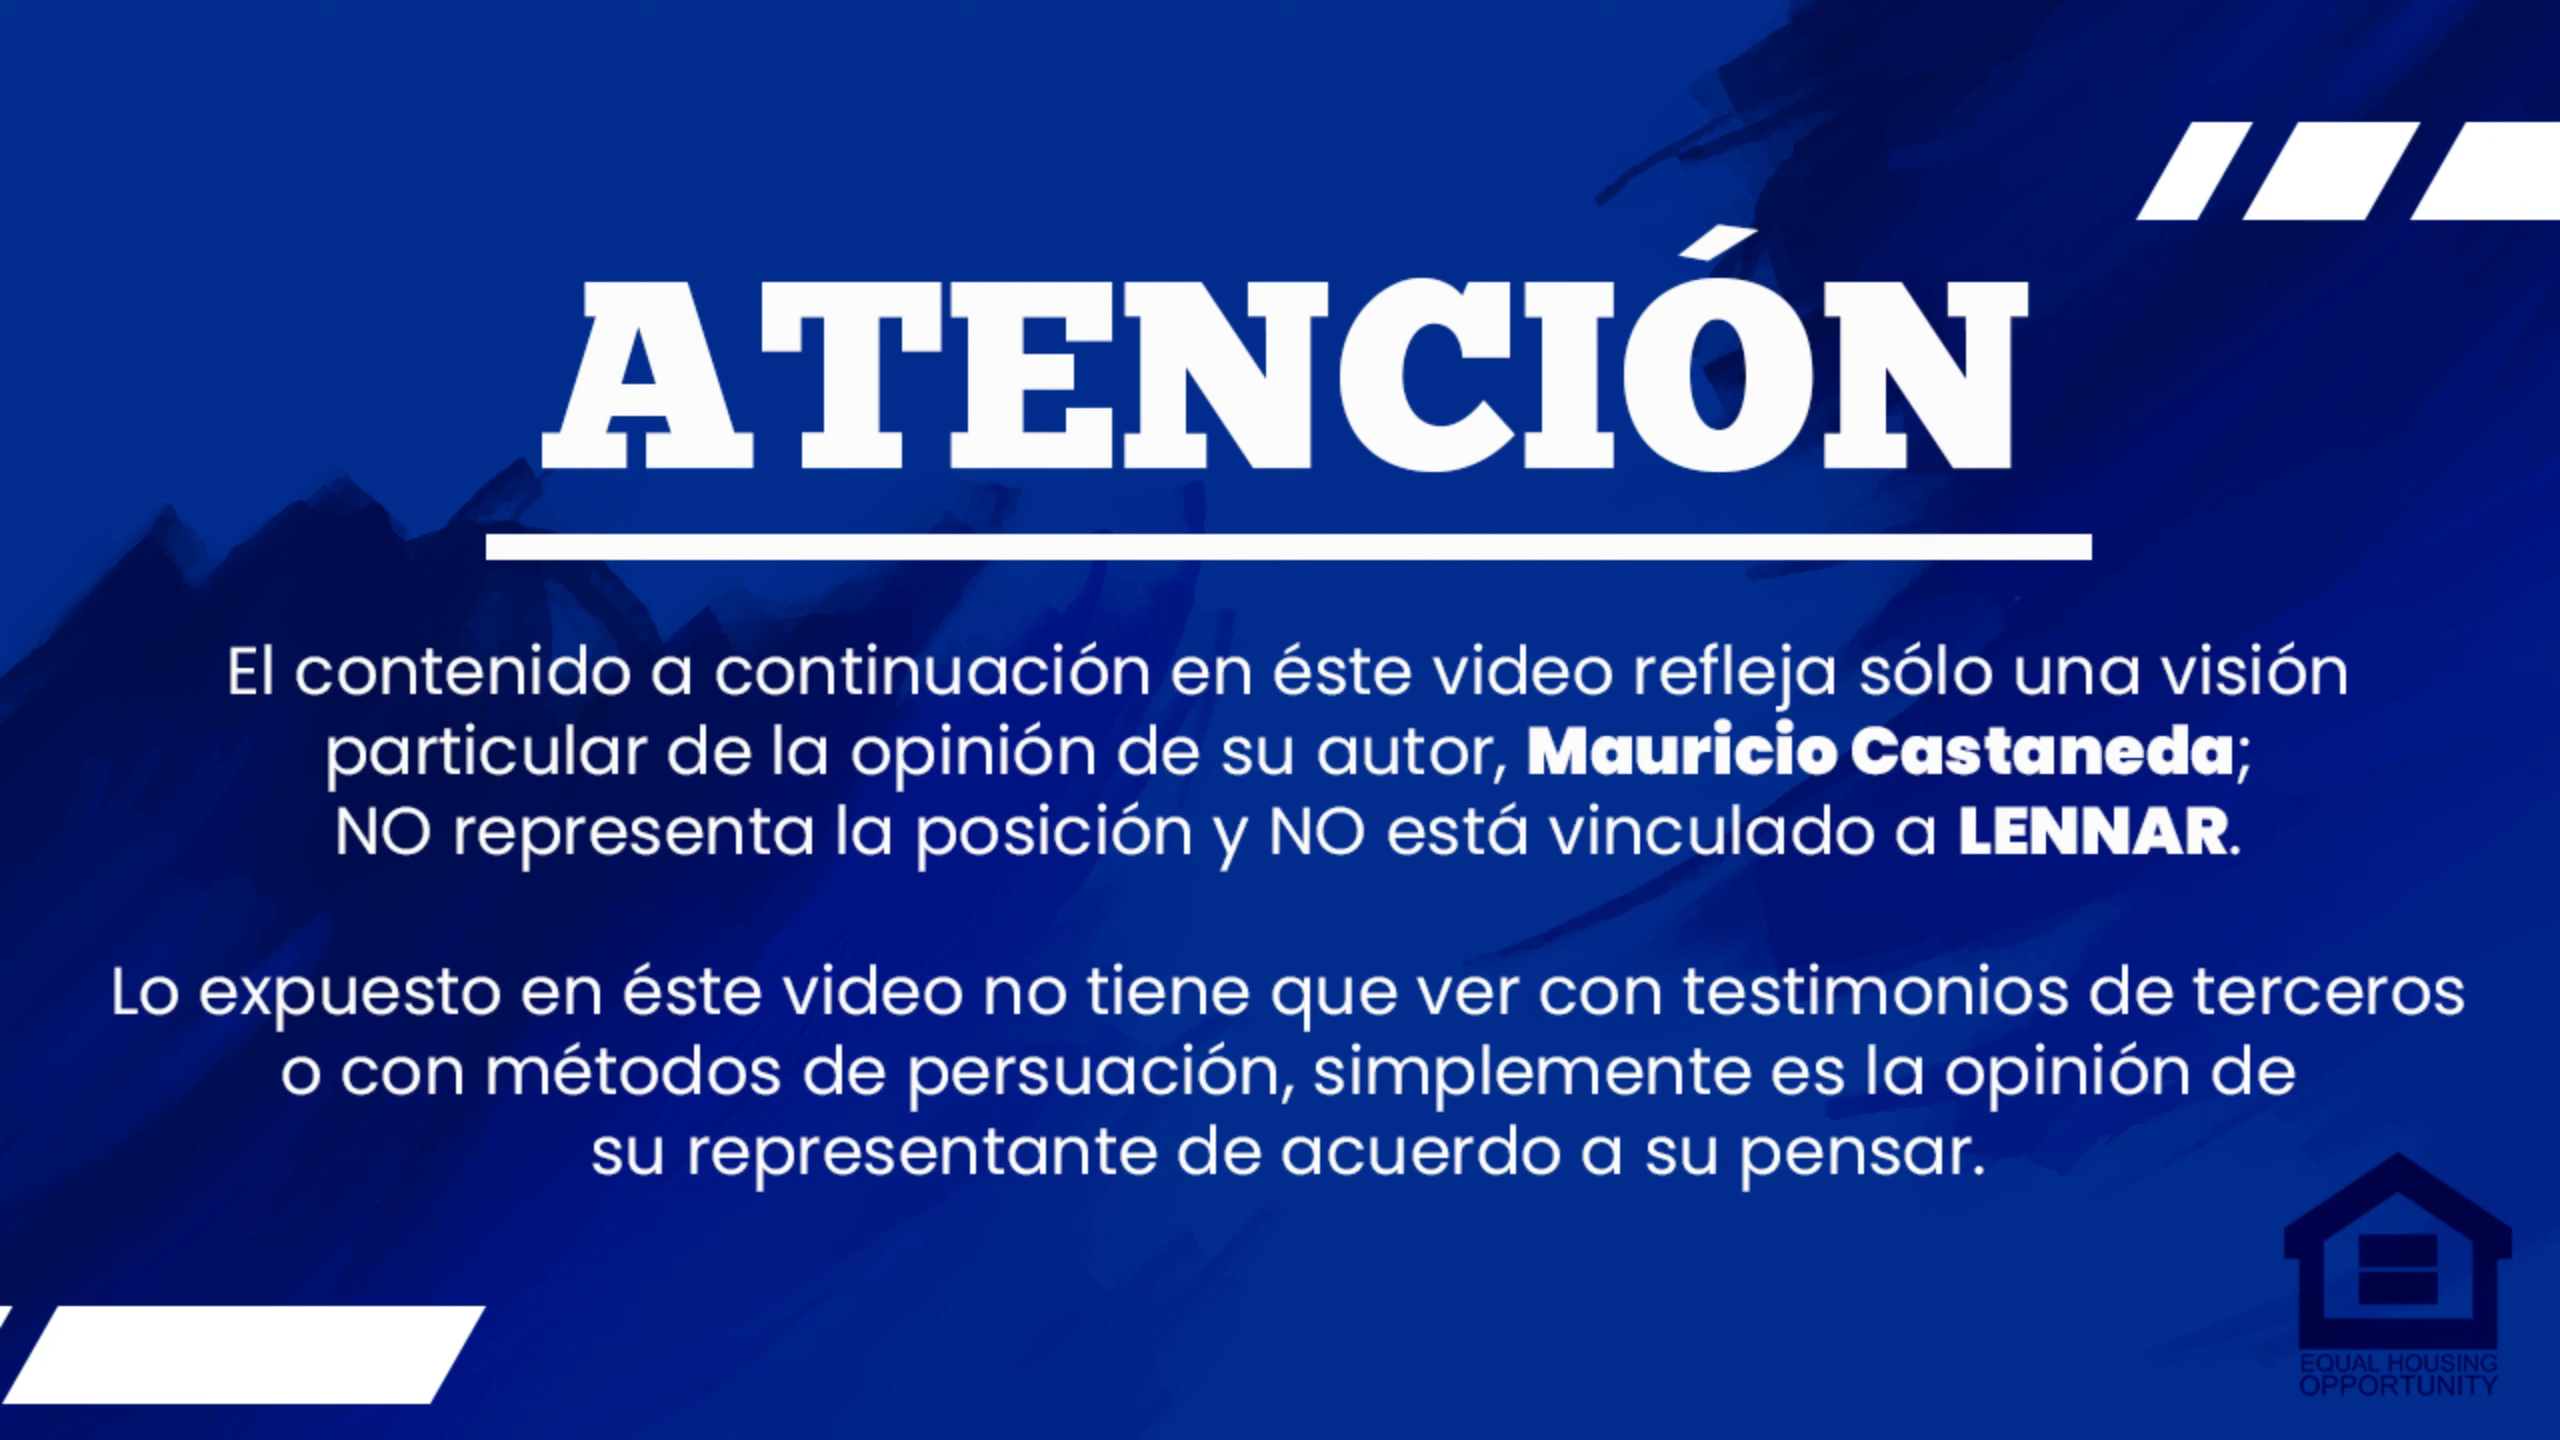 ATENCIÓN
El contenido a continuación en éste video refleja sólo una visión
particular de la opinión de su autor, Mauricio Castaneda;
NO representa la posición y NO está vinculado a LENNAR.
Lo expuesto en éste video no tiene que ver con testimonios de terceros
o con métodos de persuación, simplemente es la opinión de
su representante de acuerdo a su pensar.
EQUAL HOUSING
OPPORTUNITY